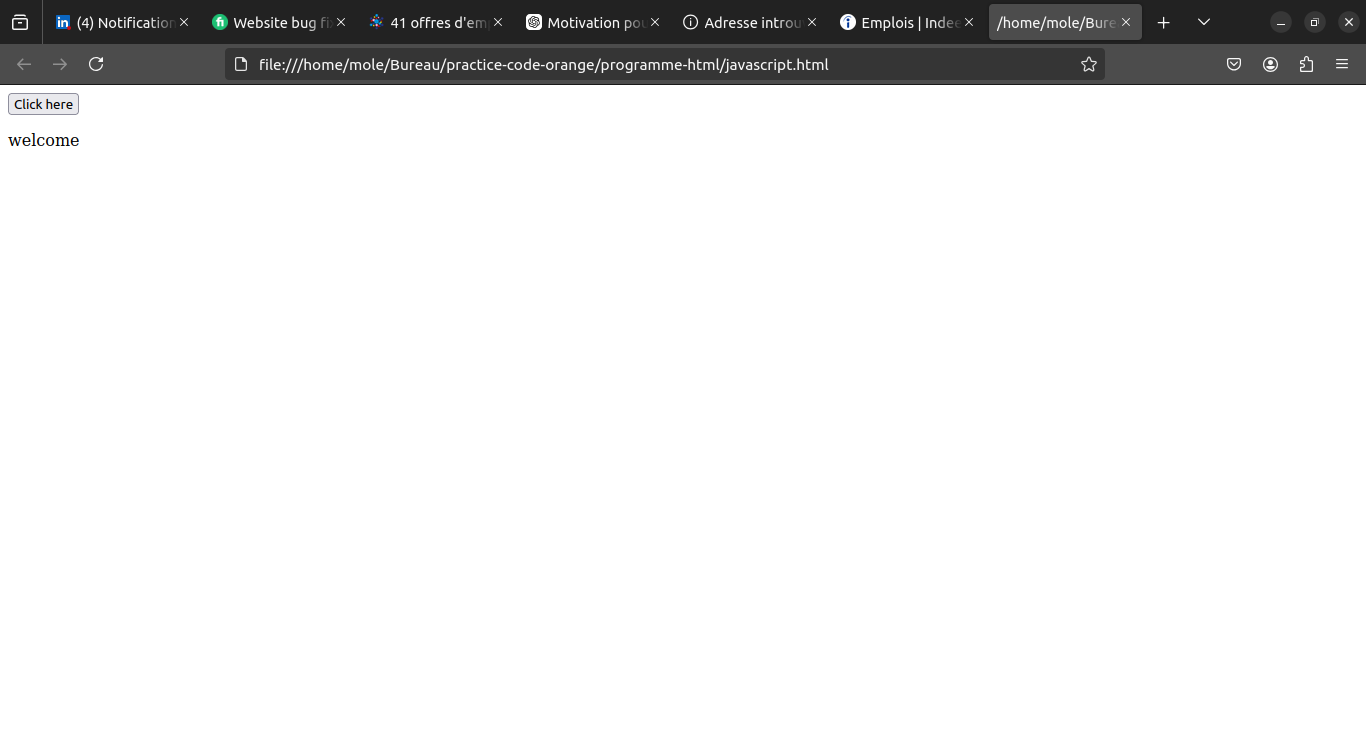 (4) Notification
Website bug fi
41 offres d'em
Motivation po
Adresse introu
Emplois | Inde
/home/mole/Bure
file:///home/mole/Bureau/practice-code-orange/programme-html/javascript.html
Click here
welcome